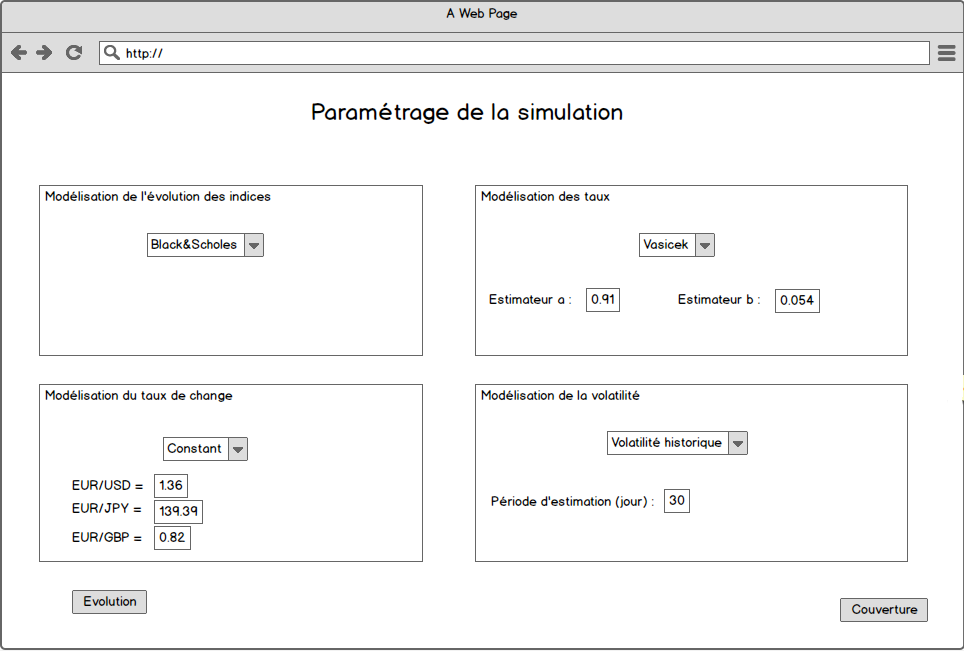 A Web Page
http://
Paramétrage de la simulation
Modélisation de l'évolution des indices
Black&Scholes
Modélisation des taux
Vasicek
Estimateur a : 0.91 Estimateur b : 0.054
Modélisation du taux de change
Constant
EUR/USD = 1.36
EUR/JPY = 139.39
EUR/GBP = 0.82
Modélisation de la volatilité
Volatilité historique
Période d'estimation (jour) : 30
Evolution
Couverture